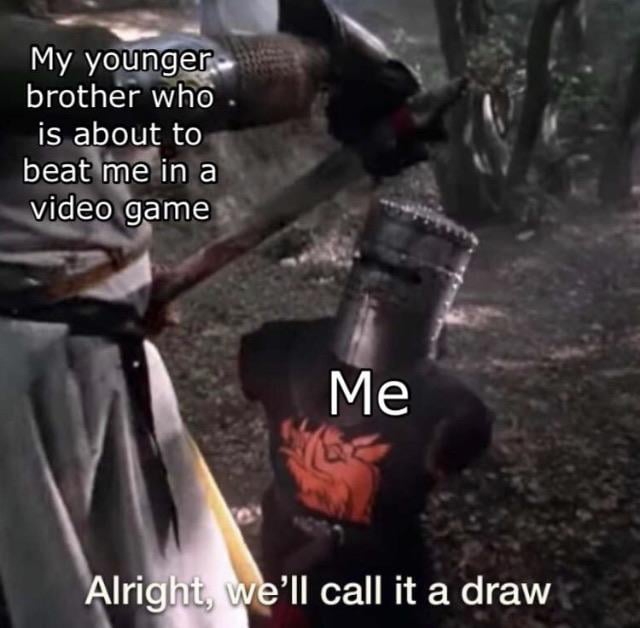 My younger
brother who
is about to
beat me in a
video game
Me
Alright, we'll call it a draw